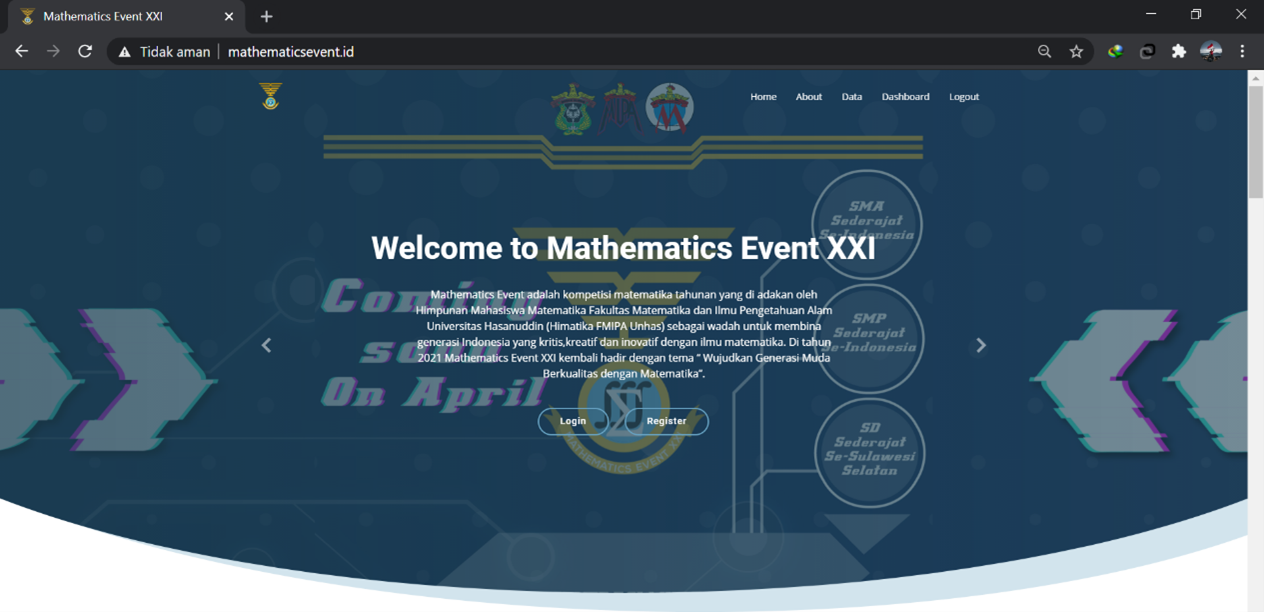 Mathematics Event XXI
Tidak aman
mathematicsevent.id
Home About Data Dashboard Logout
SMA
Sederajat
Se-Indonesia
Welcome to Mathematics Event XXI
Mathematics Event adalah kompetisi matematika tahunan yang di adakan oleh
Himpunan Mahasiswa Matematika Fakultas Matematika dan Ilmu Pengetahuan Alam
Universitas Hasanuddin (Himatika FMIPA Unhas) sebagai wadah untuk membina
generasi Indonesia yang kritis,kreatif dan inovatif dengan ilmu matematika. Di tahun
2021 Mathematics Event XXI kembali hadir dengan tema “ Wujudkan Generasi Muda
Berkualitas dengan Matematika”.
Coming
soon
On April
SMP
Sederajat
Se-Indonesia
Login
Register
SD
Sederajat
Se-Sulawesi
Selatan
MATHEMATICS EVENT XXI